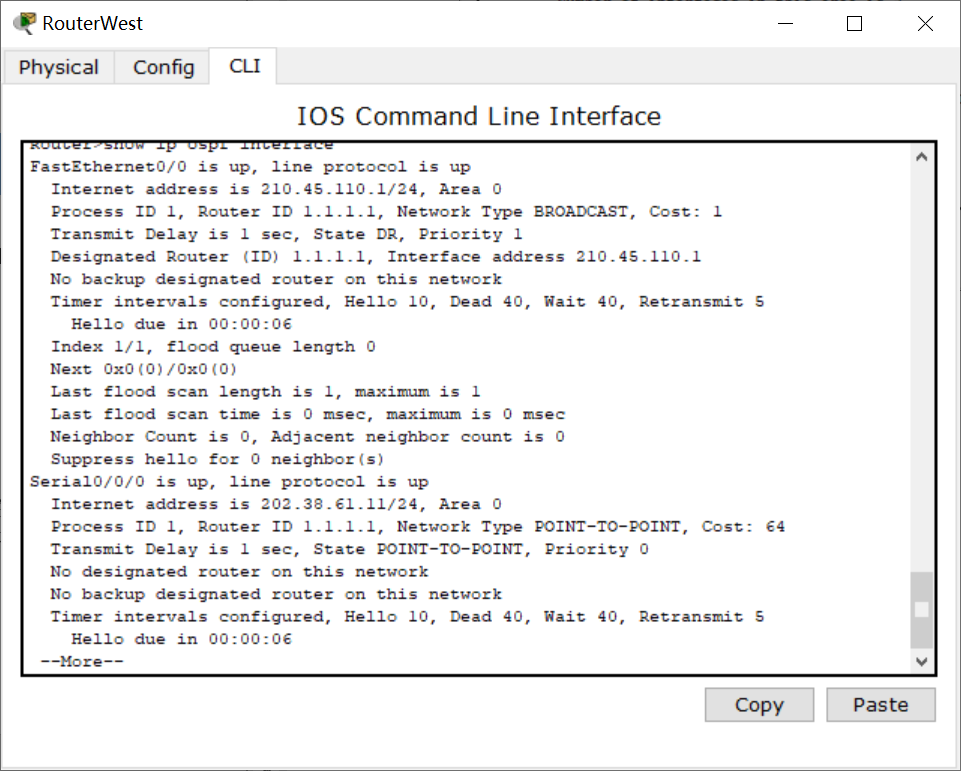 RouterWest
Physical Config CLI
IOS Command Line Interface
Router>show ip ospf interface
FastEthernet0/0 is up, line protocol is up
Internet address is 210.45.110.1/24, Area 0
Process ID 1, Router ID 1.1.1.1, Network Type BROADCAST, Cost: 1
Transmit Delay is 1 sec, State DR, Priority 1
Designated Router (ID) 1.1.1.1, Interface address 210.45.110.1
No backup designated router on this network
Timer intervals configured, Hello 10, Dead 40, Wait 40, Retransmit 5
Hello due in 00:00:06
Index 1/1, flood queue length 0
Next 0x0(0)/0x0(0)
Last flood scan length is 1, maximum is 1
Last flood scan time is 0 msec, maximum is 0 msec
Neighbor Count is 0, Adjacent neighbor count is 0
Suppress hello for 0 neighbor(s)
Serial0/0/0 is up, line protocol is up
Internet address is 202.38.61.11/24, Area 0
Process ID 1, Router ID 1.1.1.1, Network Type POINT-TO-POINT, Cost: 64
Transmit Delay is 1 sec, State POINT-TO-POINT, Priority 0
No designated router on this network
No backup designated router on this network
Timer intervals configured, Hello 10, Dead 40, Wait 40, Retransmit 5
Hello due in 00:00:06
--More--
Copy Paste